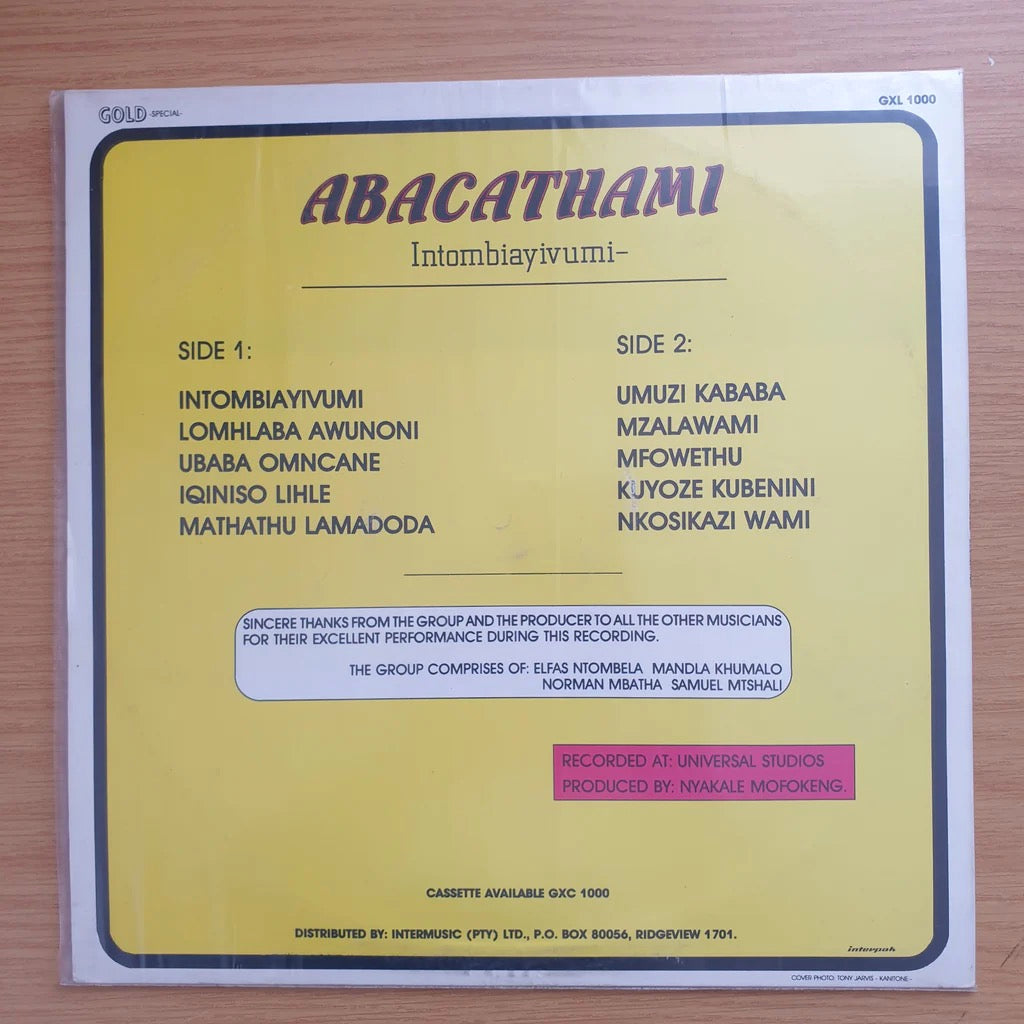 GOLD -SPECIAL-
GXL 1000
ABACATHAMI
Intombiayivumi-
SIDE 1:
INTOMBIAYIVUMI
LOMHLABA AWUNONI
UBABA OMNCANE
IQINISO LIHLE
MATHATHU LAMADODA
SIDE 2:
UMUZI KABABA
MZALAWAMI
MFOWETHU
KUYOZE KUBENINI
NKOSIKAZI WAMI
SINCERE THANKS FROM THE GROUP AND THE PRODUCER TO ALL THE OTHER MUSICIANS
FOR THEIR EXCELLENT PERFORMANCE DURING THIS RECORDING.
THE GROUP COMPRISES OF: ELFAS NTOMBELA MANDLA KHUMALO
NORMAN MBATHA SAMUEL MTSHALI
RECORDED AT: UNIVERSAL STUDIOS
PRODUCED BY: NYAKALE MOFOKENG.
CASSETTE AVAILABLE GXC 1000
DISTRIBUTED BY: INTERMUSIC (PTY) LTD., P.O. BOX 80056, RIDGEVIEW 1701.
interpak
COVER PHOTO: TONY JARVIS - KANITONE -